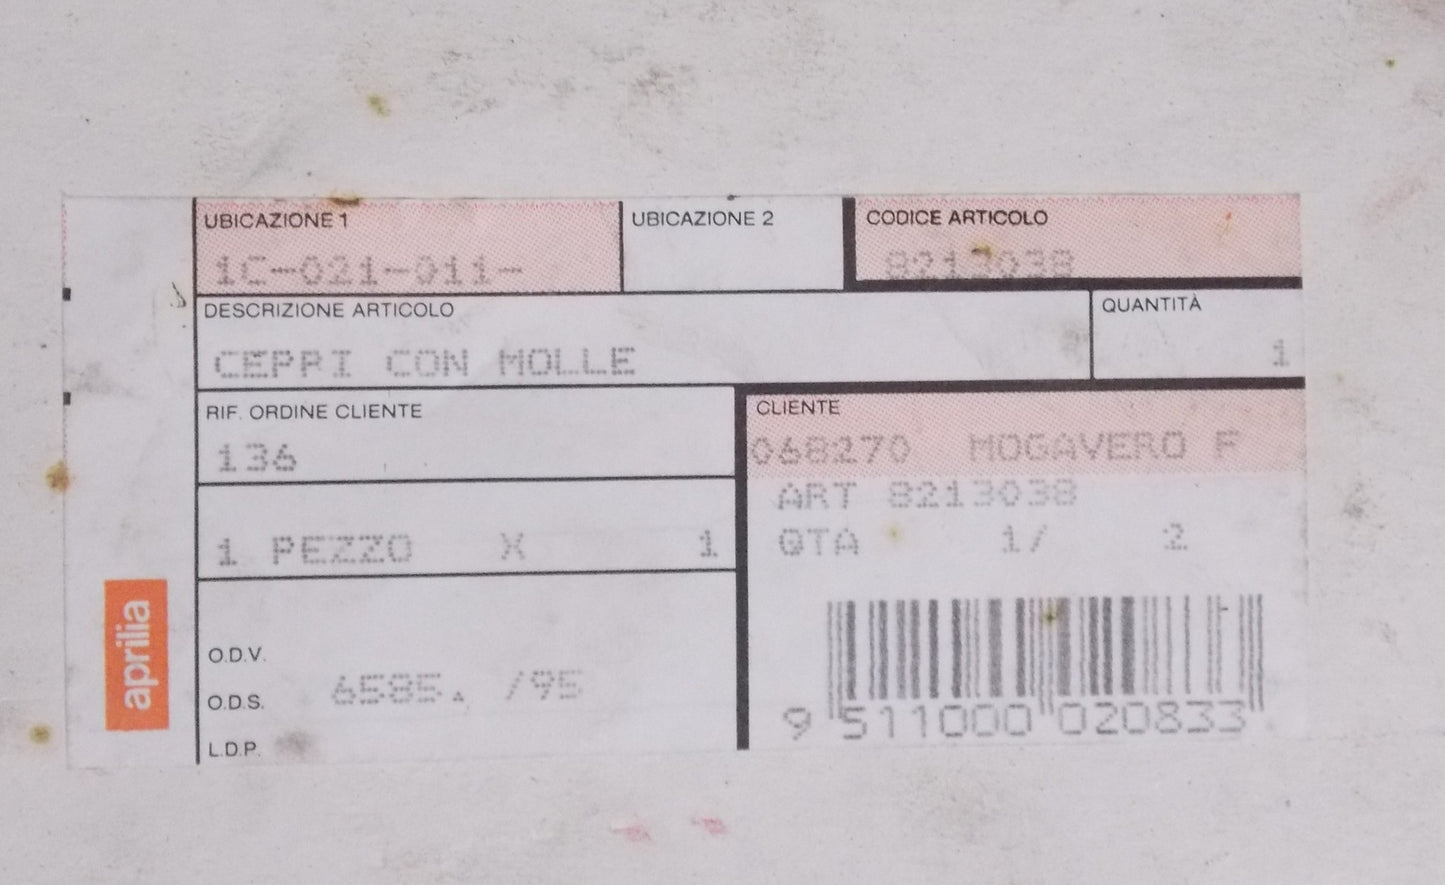 UBICAZIONE 1
1C-021-011-
UBICAZIONE 2
CODICE ARTICOLO
8213038
DESCRIZIONE ARTICOLO
CEPPI CON MOLLE
QUANTITÀ
1
RIF. ORDINE CLIENTE
136
1 PEZZO X 1
CLIENTE
068270 MOGAVERO F
ART 8213038
QTA 1/ 2
O.D.V.
O.D.S.
6585. /95
L.D.P.
9 511000 020833
aprilia